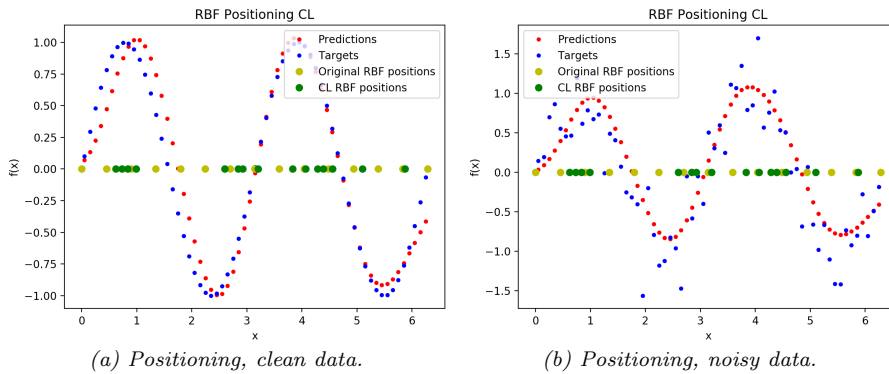 RBF Positioning CL
1.00
0.75
0.50
0.25
0.00
−0.25
−0.50
−0.75
−1.00
f(x)
Predictions
Targets
Original RBF positions
CL RBF positions
0
1
2
3
4
5
6
x
(a) Positioning, clean data.
RBF Positioning CL
1.5
1.0
0.5
0.0
−0.5
−1.0
−1.5
f(x)
Predictions
Targets
Original RBF positions
CL RBF positions
0
1
2
3
4
5
6
x
(b) Positioning, noisy data.